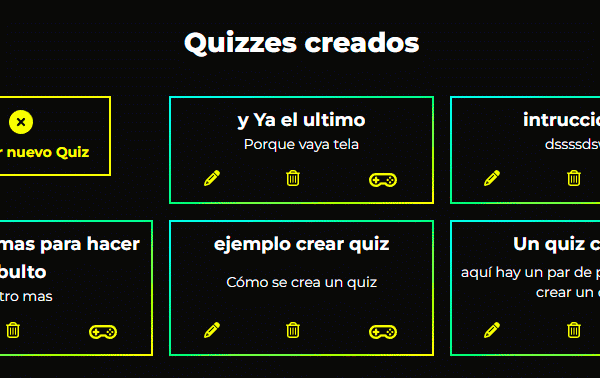 Quizzes creados
r nuevo Quiz
y Ya el ultimo
Porque vaya tela
intruccio
dssssdsv
mas para hacer
bulto
tro mas
ejemplo crear quiz
Cómo se crea un quiz
Un quiz c
aquí hay un par de p
crear un